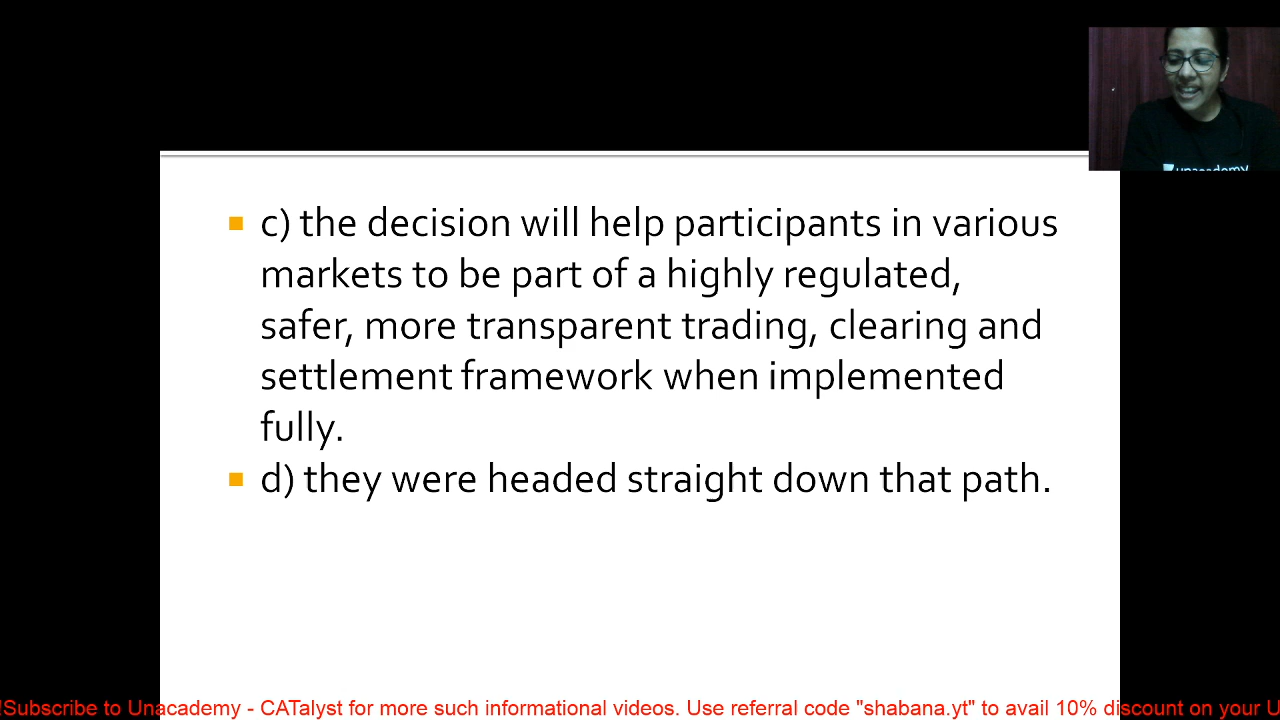 unacademy
c) the decision will help participants in various
markets to be part of a highly regulated,
safer, more transparent trading, clearing and
settlement framework when implemented
fully.
d) they were headed straight down that path.
!Subscribe to Unacademy - CATalyst for more such informational videos. Use referral code "shabana.yt" to avail 10% discount on your U